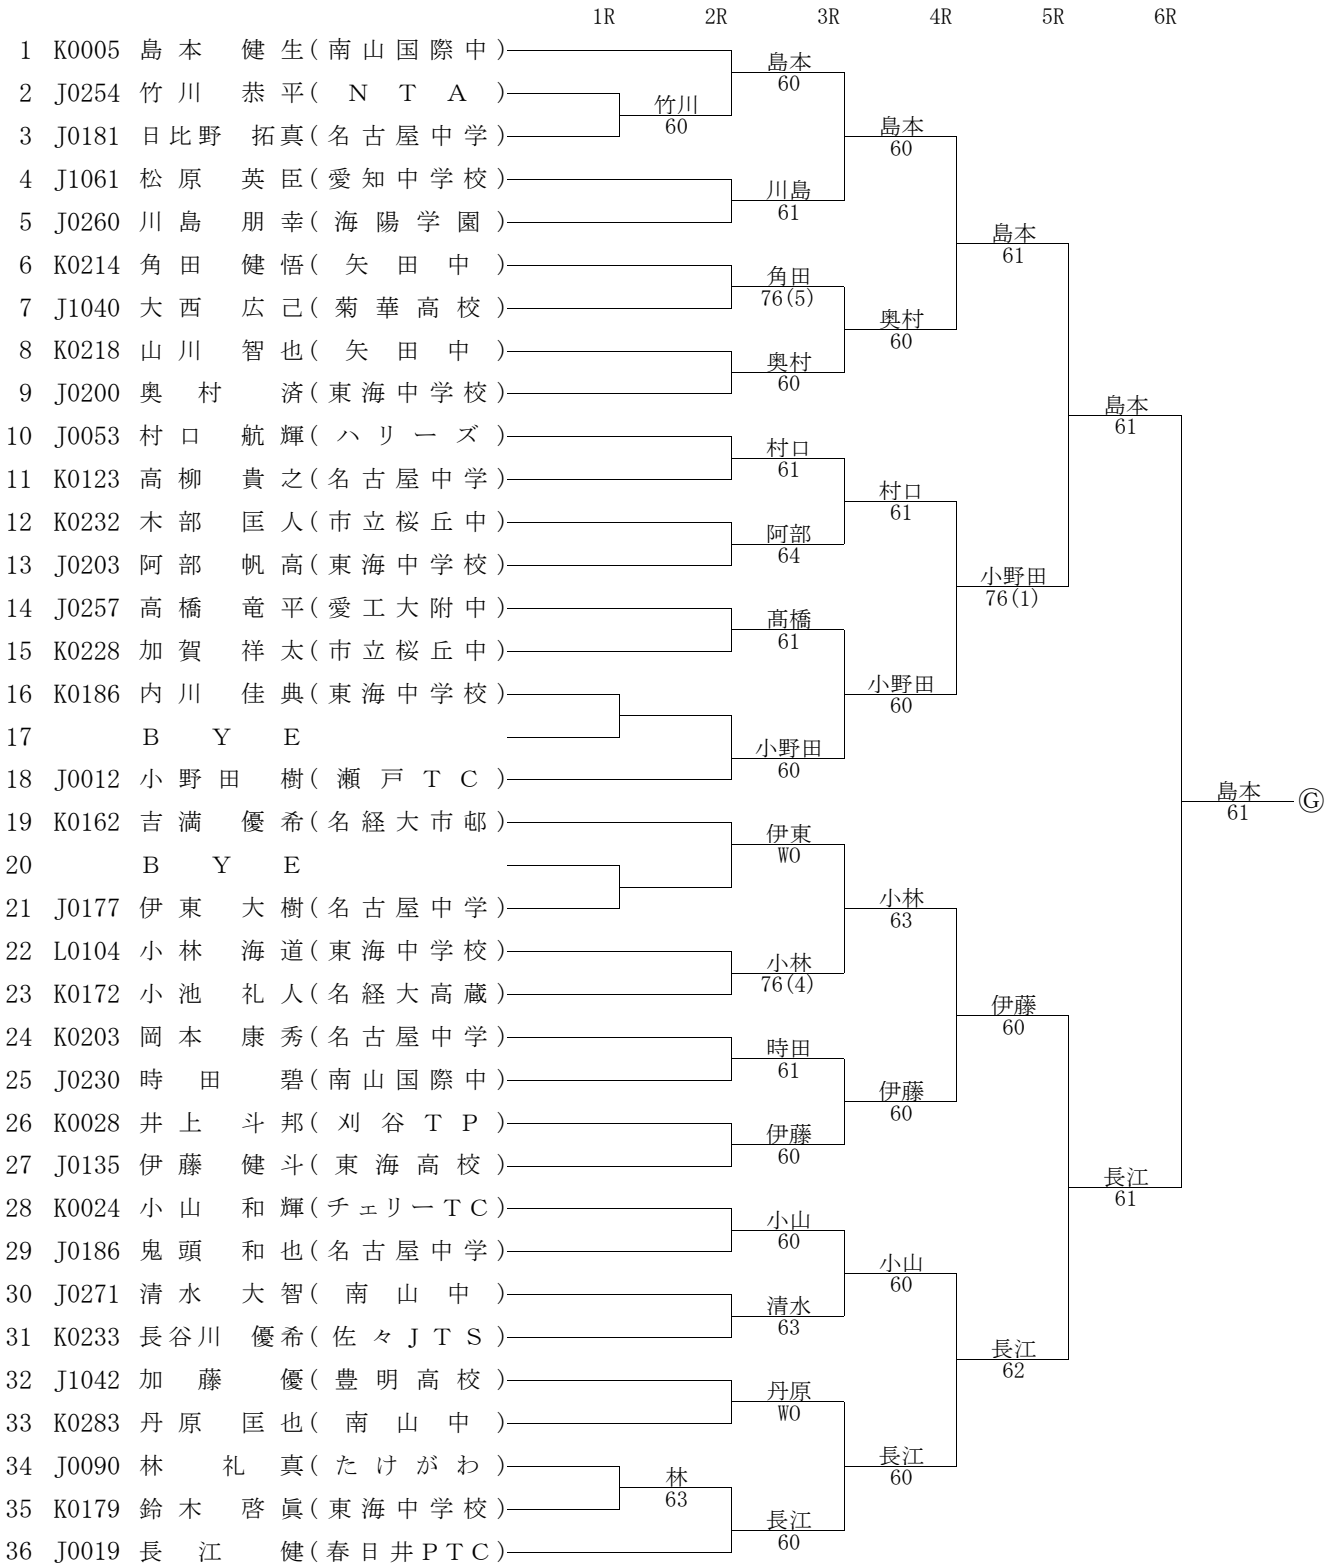 1R 2R 3R 4R 5R 6R
1 K0005 島本 健生(南山国際中)
島本
60
2 J0254 竹川 恭平(NTA)
竹川
60
3 J0181 日比野 拓真(名古屋中学)
島本
60
4 J1061 松原 英臣(愛知中学校)
川島
61
5 J0260 川島 朋幸(海陽学園)
島本
61
6 K0214 角田 健悟(矢田中)
角田
76(5)
7 J1040 大西 広己(菊華高校)
奥村
60
8 K0218 山川 智也(矢田中)
奥村
60
9 J0200 奥村 済(東海中学校)
島本
61
10 J0053 村口 航輝(ハリーズ)
村口
61
11 K0123 高柳 貴之(名古屋中学)
村口
61
12 K0232 木部 匡人(市立桜丘中)
阿部
64
13 J0203 阿部 帆高(東海中学校)
小野田
76(1)
14 J0257 高橋 竜平(愛工大附中)
髙橋
61
15 K0228 加賀 祥太(市立桜丘中)
16 K0186 内川 佳典(東海中学校)
小野田
60
17 BYE
小野田
60
18 J0012 小野田 樹(瀬戸TC)
島本
61
Ⓖ
19 K0162 吉満 優希(名経大市邨)
伊東
WO
20 BYE
21 J0177 伊東 大樹(名古屋中学)
小林
63
22 L0104 小林 海道(東海中学校)
小林
76(4)
23 K0172 小池 礼人(名経大高蔵)
伊藤
60
24 K0203 岡本 康秀(名古屋中学)
時田
61
25 J0230 時田 碧(南山国際中)
伊藤
60
26 K0028 井上 斗邦(刈谷TP)
伊藤
60
27 J0135 伊藤 健斗(東海高校)
長江
61
28 K0024 小山 和輝(チェリーTC)
小山
60
29 J0186 鬼頭 和也(名古屋中学)
小山
60
30 J0271 清水 大智(南山中)
清水
63
31 K0233 長谷川 優希(佐々JTS)
長江
62
32 J1042 加藤 優(豊明高校)
丹原
WO
33 K0283 丹原 匡也(南山中)
長江
60
34 J0090 林 礼真(たけがわ)
林
63
35 K0179 鈴木 啓眞(東海中学校)
長江
60
36 J0019 長江 健(春日井PTC)